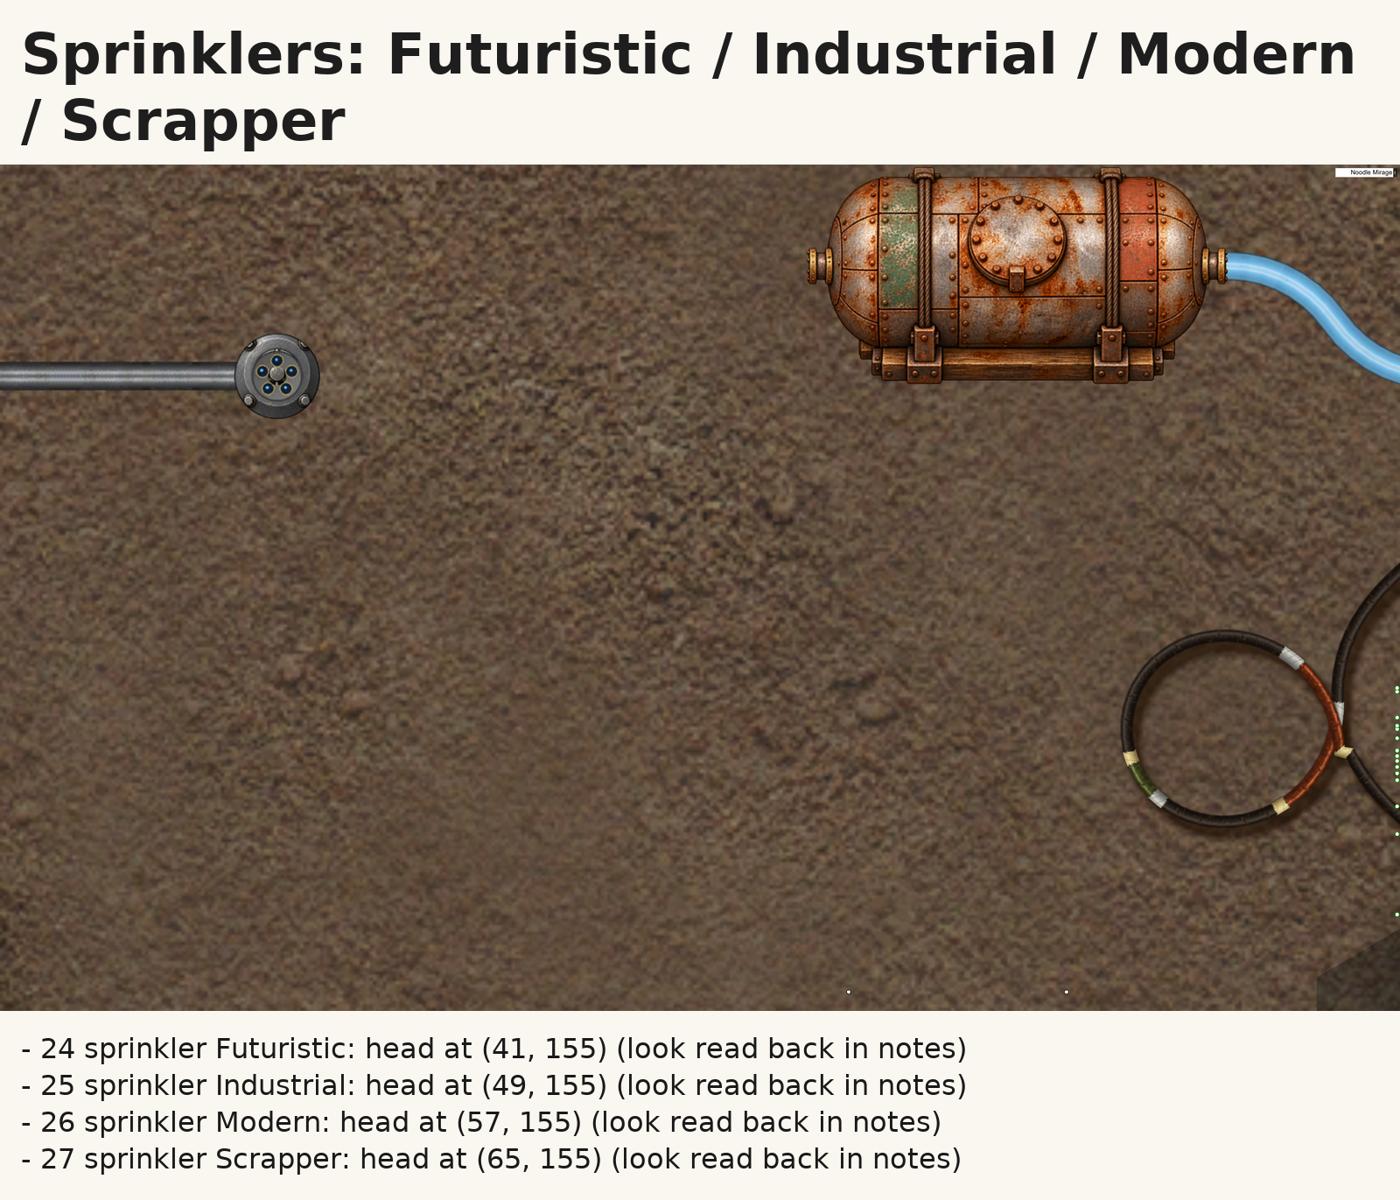 Sprinklers: Futuristic / Industrial / Modern
/ Scrapper
Noodle Mirage
- 24 sprinkler Futuristic: head at (41, 155) (look read back in notes)
- 25 sprinkler Industrial: head at (49, 155) (look read back in notes)
- 26 sprinkler Modern: head at (57, 155) (look read back in notes)
- 27 sprinkler Scrapper: head at (65, 155) (look read back in notes)